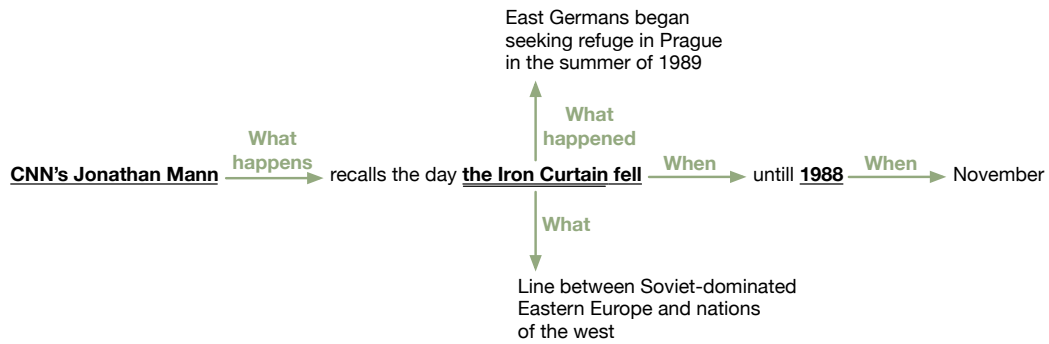 East Germans began
seeking refuge in Prague
in the summer of 1989
What
happened
What
happens
CNN’s Jonathan Mann
recalls the day the Iron Curtain fell
When
untill 1988
When
November
What
Line between Soviet-dominated
Eastern Europe and nations
of the west